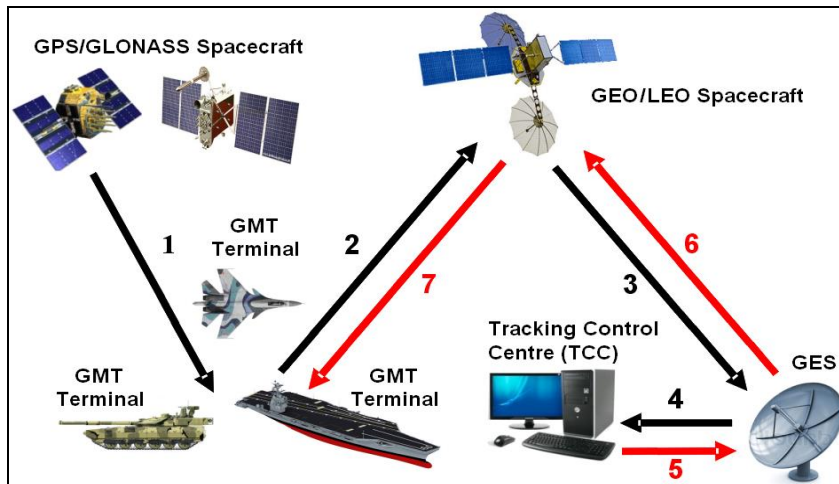 GPS/GLONASS Spacecraft
GEO/LEO Spacecraft
1
GMT
Terminal
2
7
6
3
Tracking Control
Centre (TCC)
GES
GMT
Terminal
GMT
Terminal
4
5